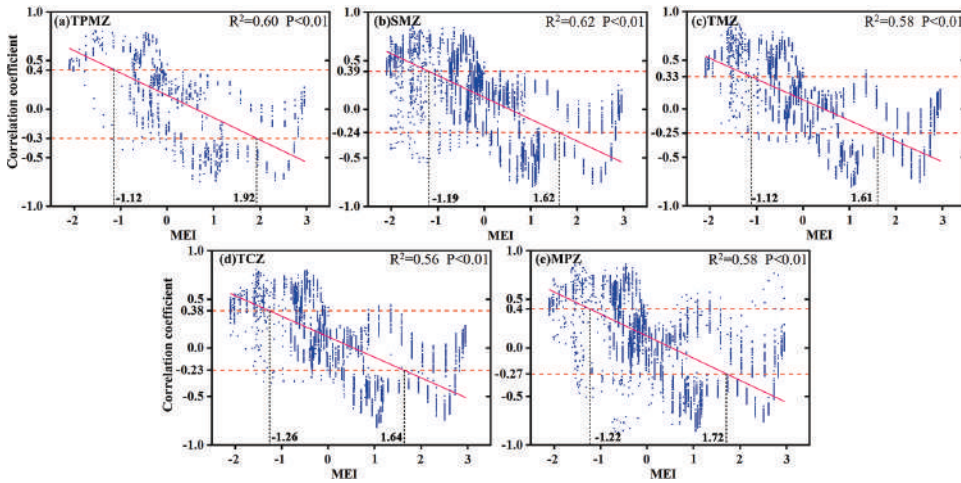 (a)TPMZ R²=0.60 P<0.01
(b)SMZ R²=0.62 P<0.01
(c)TMZ R²=0.58 P<0.01
Correlation coefficient
1.0
0.5
0.4
0.0
-0.3
-0.5
-1.0
-1.12 1.92
-2 -1 0 1 2 3
MEI
1.0
0.5
0.39
0.0
-0.24
-0.5
-1.0
-1.19 1.62
-2 -1 0 1 2 3
MEI
1.0
0.5
0.33
0.0
-0.25
-0.5
-1.0
-1.12 1.61
-2 -1 0 1 2 3
MEI
(d)TCZ R²=0.56 P<0.01
(e)MPZ R²=0.58 P<0.01
Correlation coefficient
1.0
0.5
0.38
0.0
-0.23
-0.5
-1.0
-1.26 1.64
-2 -1 0 1 2 3
MEI
1.0
0.5
0.4
0.0
-0.27
-0.5
-1.0
-1.22 1.72
-2 -1 0 1 2 3
MEI